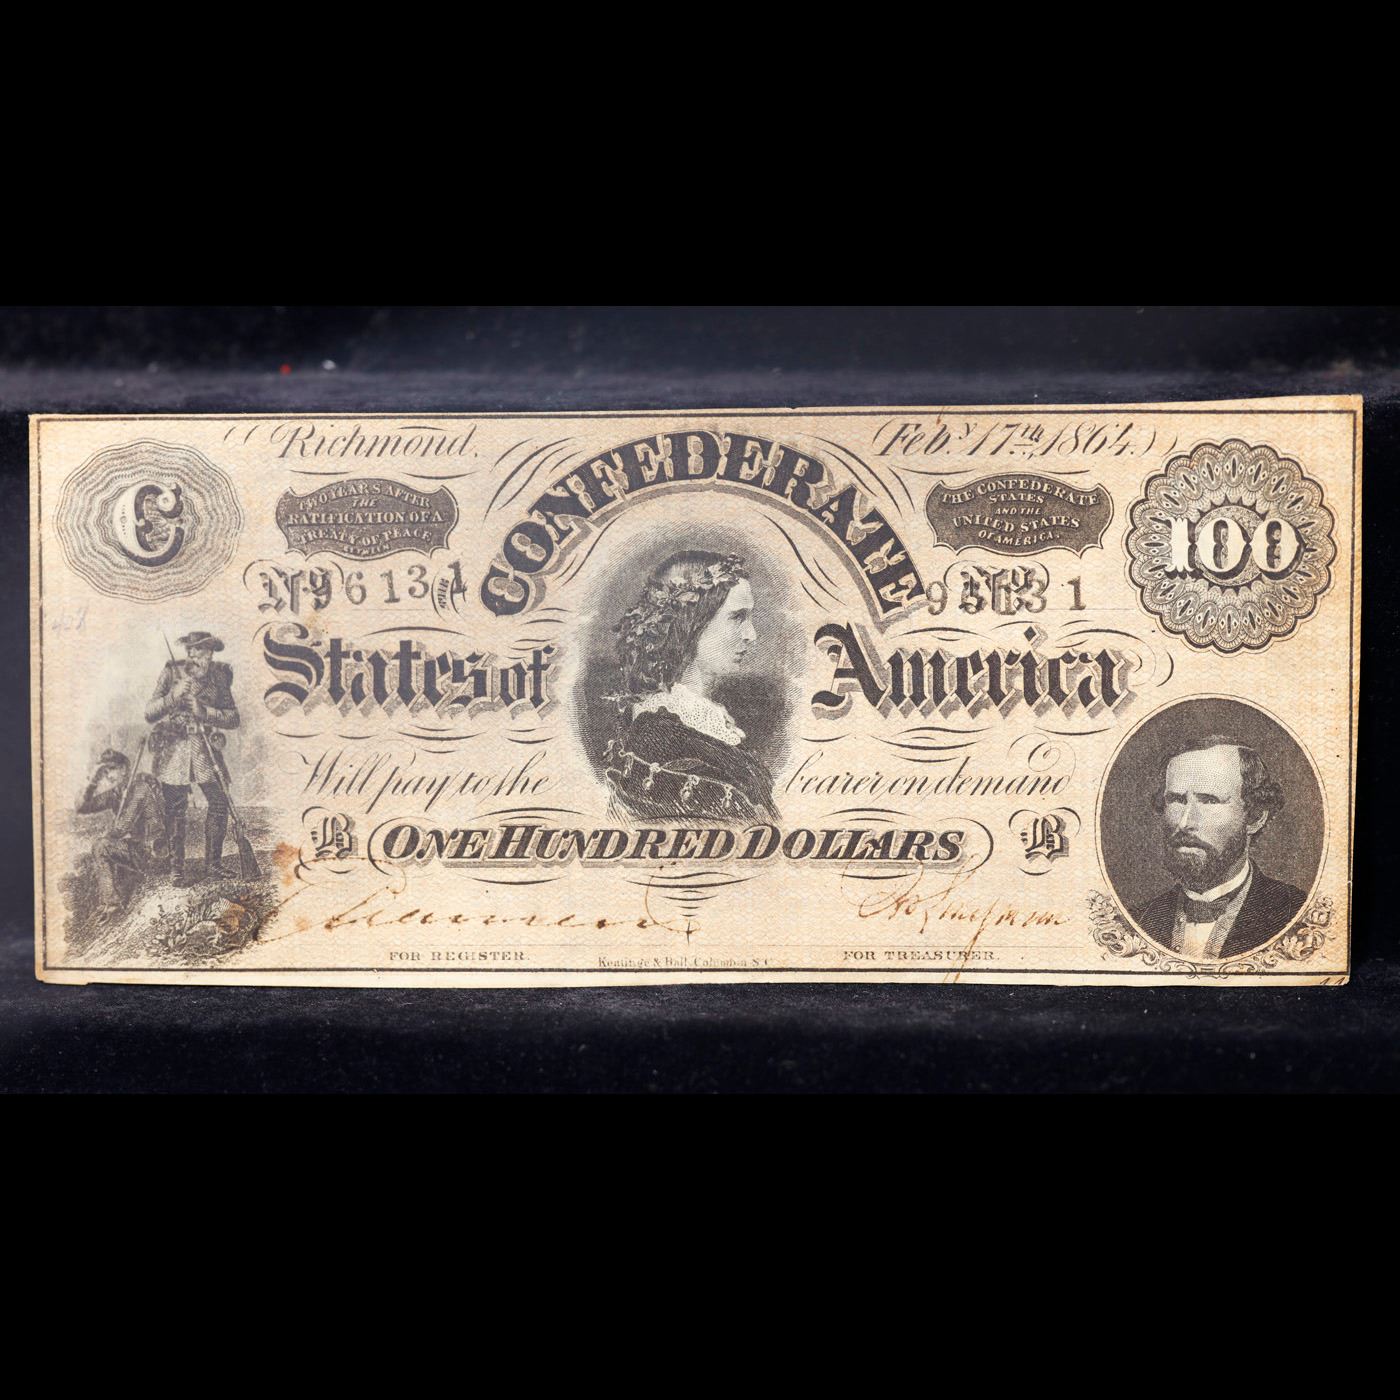 Richmond. Feb.y 17th 1864.
C
TWO YEARS AFTER
THE
RATIFICATION OF A
TREATY OF PEACE
BETWEEN
CONFEDERATE
THE CONFEDERATE
STATES
AND THE
UNITED STATES
OF AMERICA.
100
No 96131
States of America
Will pay to the bearer on demand
B ONE HUNDRED DOLLARS B
FOR REGISTER. Keatinge & Ball, Columbia S.C. FOR TREASURER.